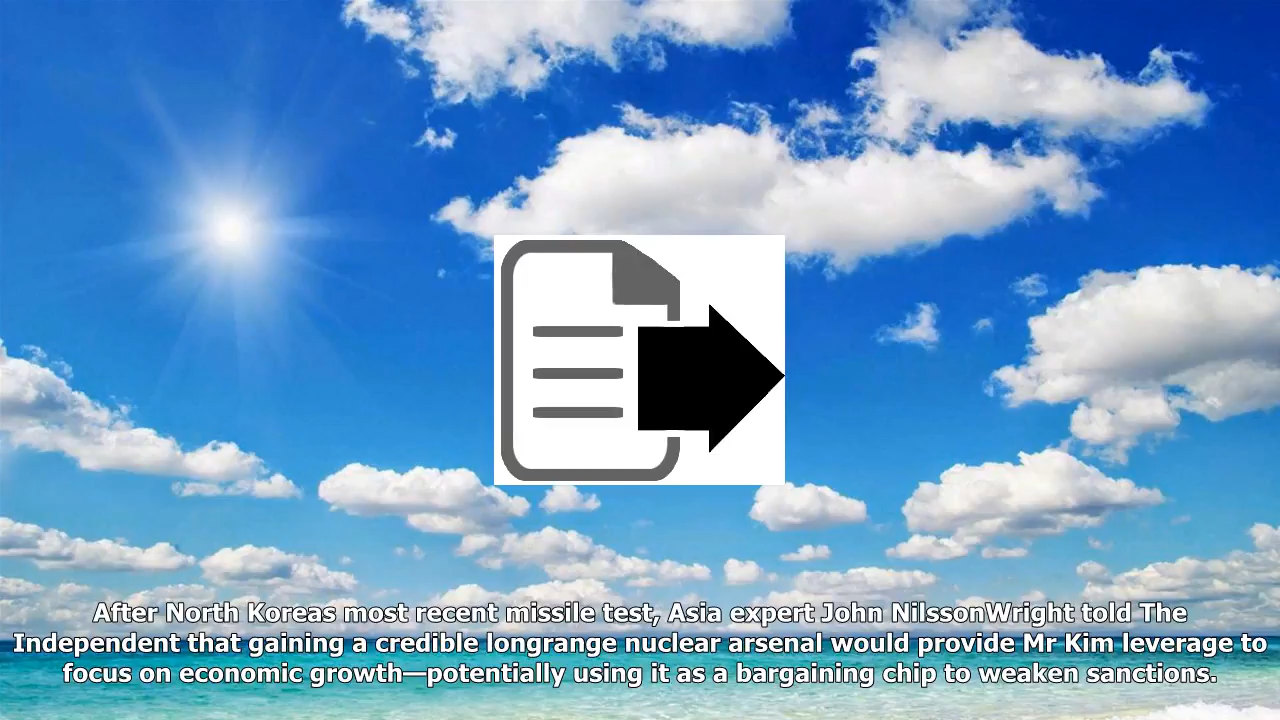 After North Koreas most recent missile test, Asia expert John NilssonWright told The
Independent that gaining a credible longrange nuclear arsenal would provide Mr Kim leverage to
focus on economic growth—potentially using it as a bargaining chip to weaken sanctions.